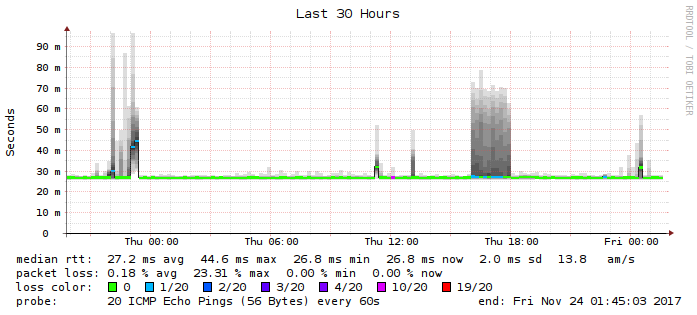 Last 30 Hours
RRDTOOL / TOBI OETIKER
Seconds
90 m
80 m
70 m
60 m
50 m
40 m
30 m
20 m
10 m
0
Thu 00:00 Thu 06:00 Thu 12:00 Thu 18:00 Fri 00:00
median rtt: 27.2 ms avg 44.6 ms max 26.8 ms min 26.8 ms now 2.0 ms sd 13.8 am/s
packet loss: 0.18 % avg 23.31 % max 0.00 % min 0.00 % now
loss color: 0 1/20 2/20 3/20 4/20 10/20 19/20
probe: 20 ICMP Echo Pings (56 Bytes) every 60s end: Fri Nov 24 01:45:03 2017